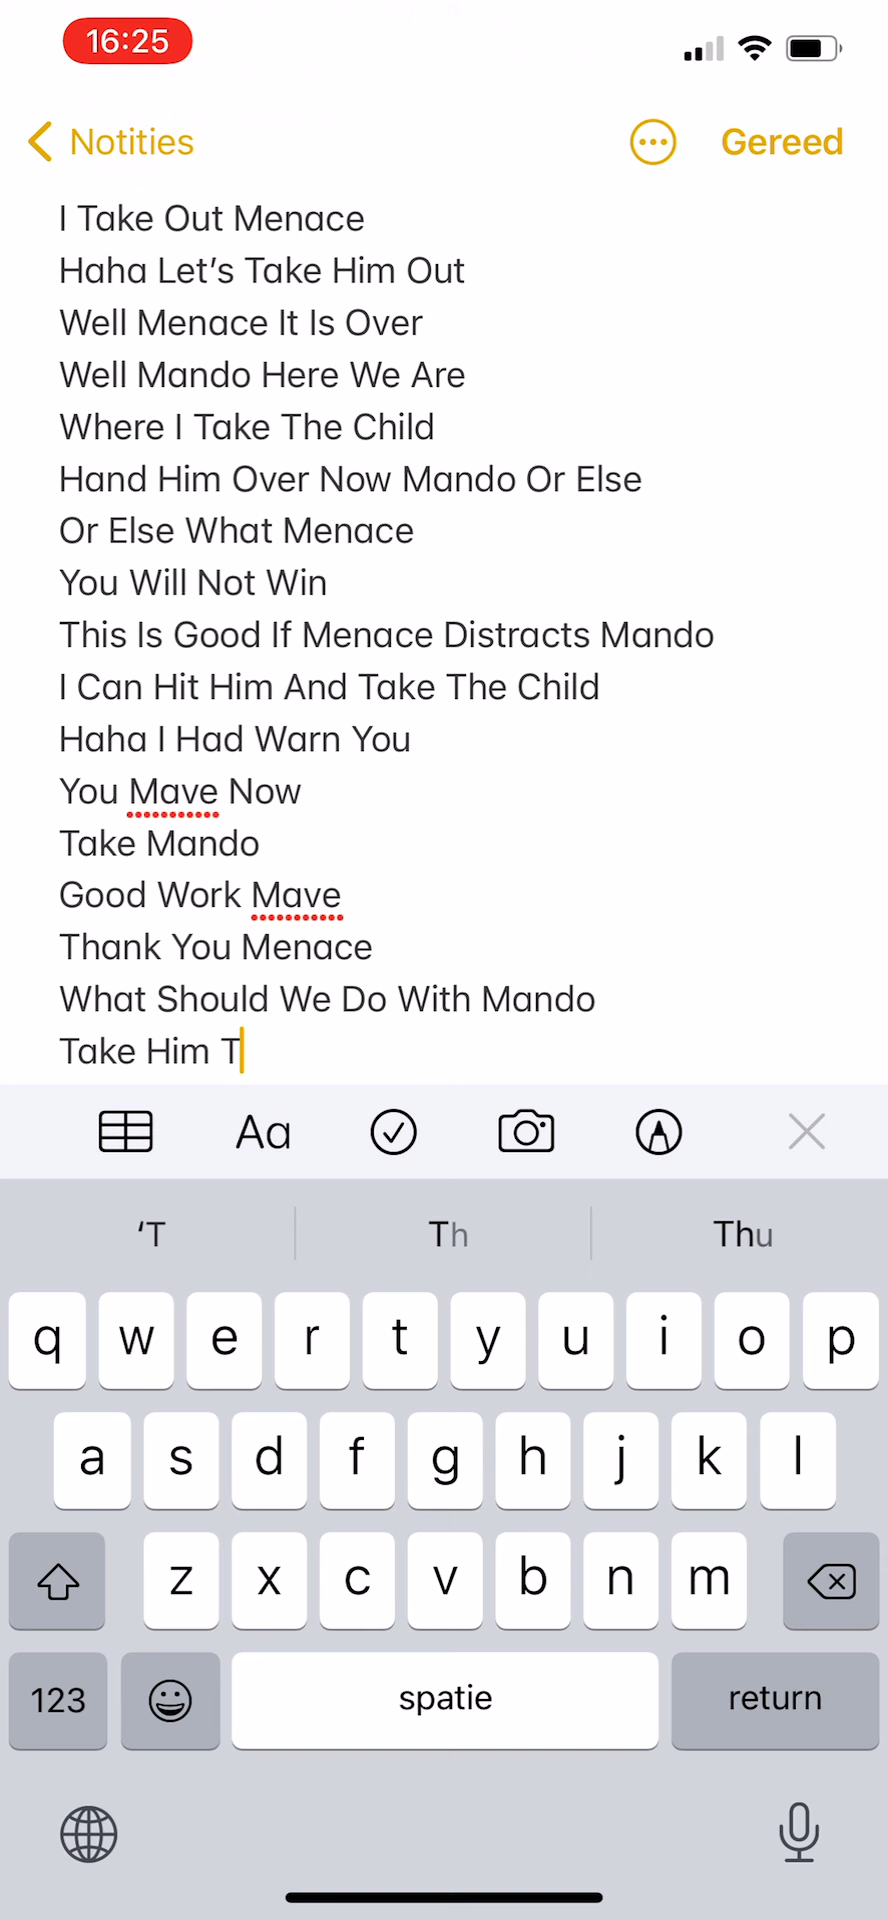 16:25
Notities
Gereed
I Take Out Menace
Haha Let's Take Him Out
Well Menace It Is Over
Well Mando Here We Are
Where I Take The Child
Hand Him Over Now Mando Or Else
Or Else What Menace
You Will Not Win
This Is Good If Menace Distracts Mando
I Can Hit Him And Take The Child
Haha I Had Warn You
You Mave Now
Take Mando
Good Work Mave
Thank You Menace
What Should We Do With Mando
Take Him T
Aa
‘T Th Thu
q w e r t y u i o p
a s d f g h j k l
z x c v b n m
123 spatie return